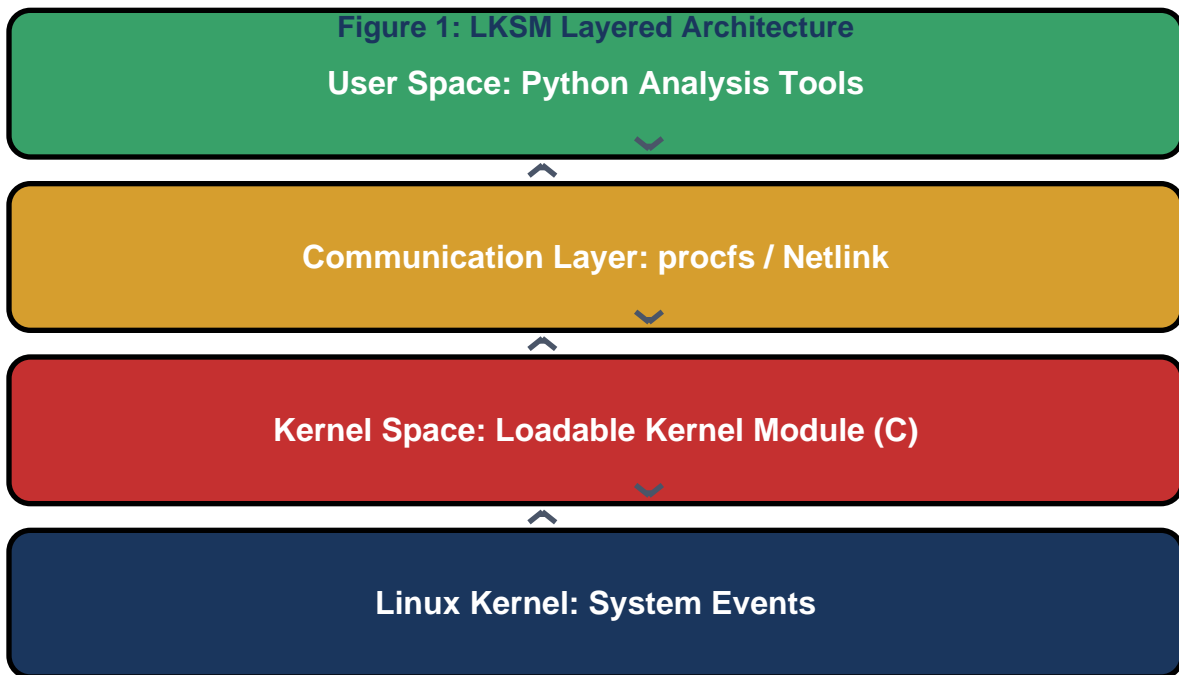 Figure 1: LKSM Layered Architecture
User Space: Python Analysis Tools
Communication Layer: procfs / Netlink
Kernel Space: Loadable Kernel Module (C)
Linux Kernel: System Events